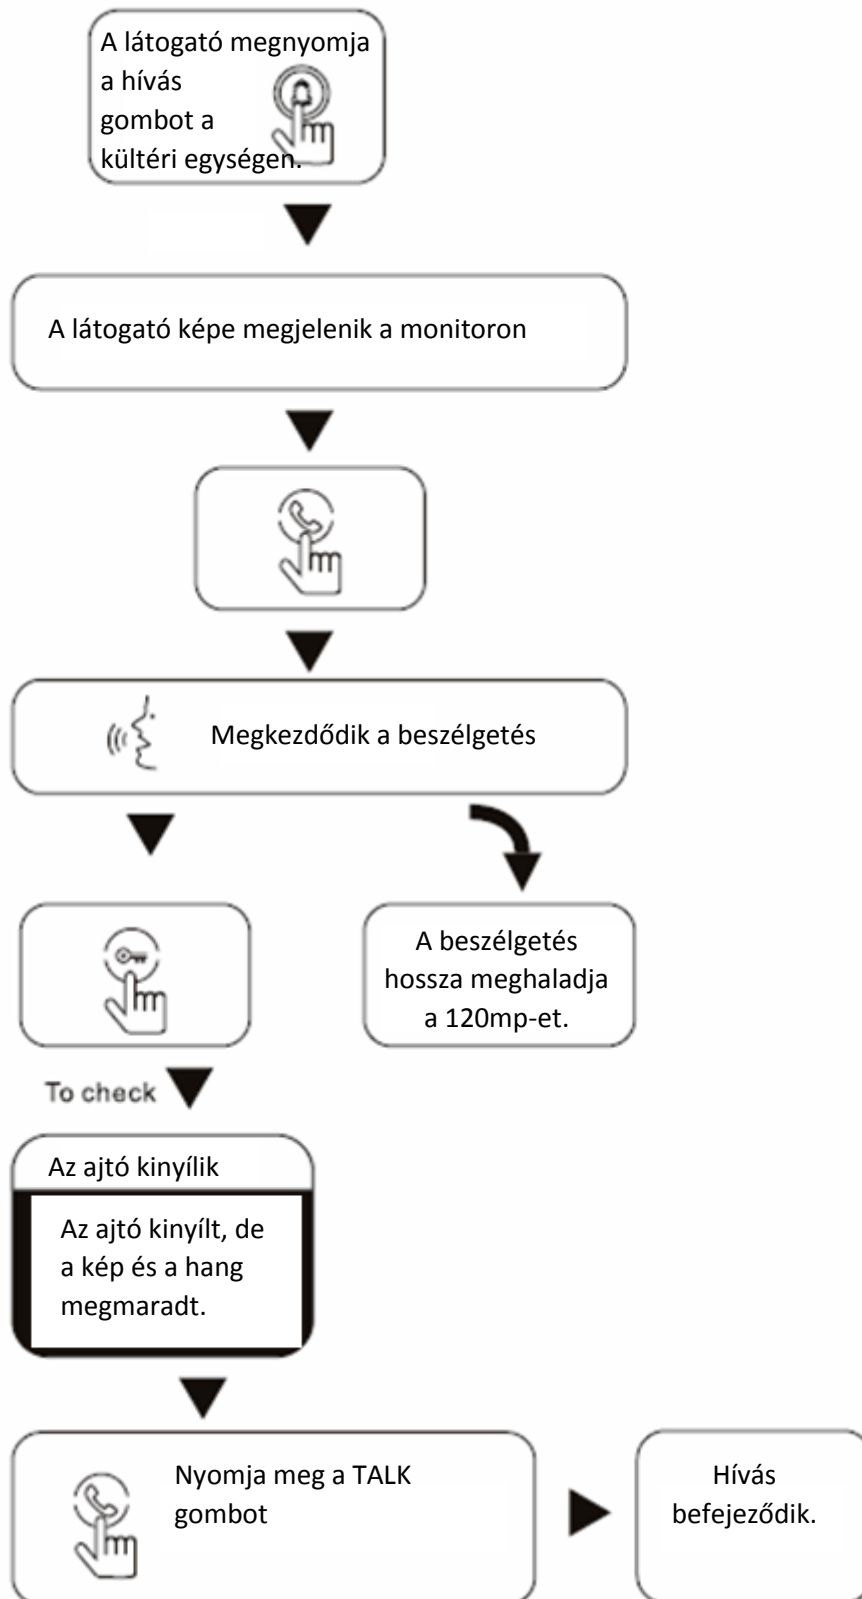 A látogató megnyomja
a hívás
gombot a
kültéri egységen.
A látogató képe megjelenik a monitoron
Megkezdődik a beszélgetés
A beszélgetés
hossza meghaladja
a 120mp-et.
To check
Az ajtó kinyílik
Az ajtó kinyílt, de
a kép és a hang
megmaradt.
Nyomja meg a TALK
gombot
Hívás
befejeződik.